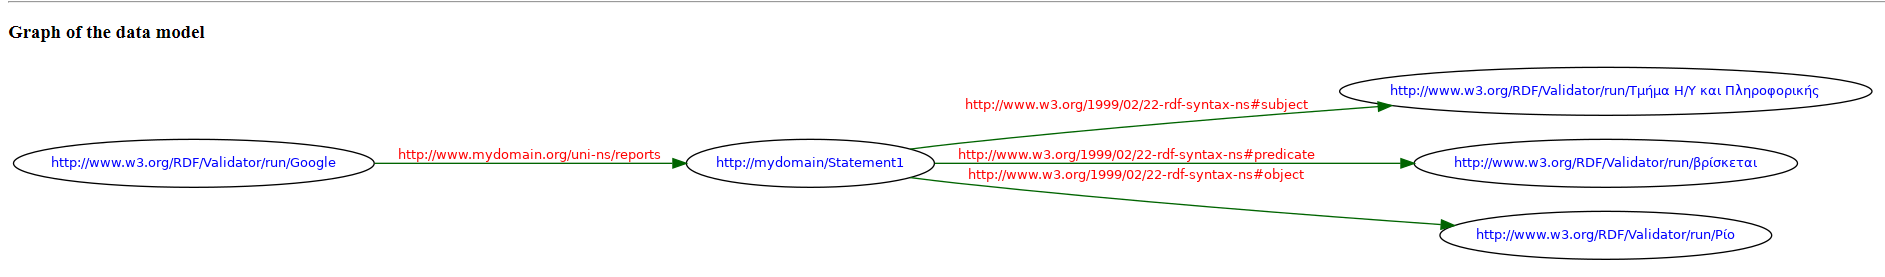 Graph of the data model
http://www.w3.org/RDF/Validator/run/Google
http://www.mydomain.org/uni-ns/reports
http://mydomain/Statement1
http://www.w3.org/1999/02/22-rdf-syntax-ns#subject
http://www.w3.org/RDF/Validator/run/Τμήμα Η/Υ και Πληροφορικής
http://www.w3.org/1999/02/22-rdf-syntax-ns#predicate
http://www.w3.org/RDF/Validator/run/βρίσκεται
http://www.w3.org/1999/02/22-rdf-syntax-ns#object
http://www.w3.org/RDF/Validator/run/Ρίο